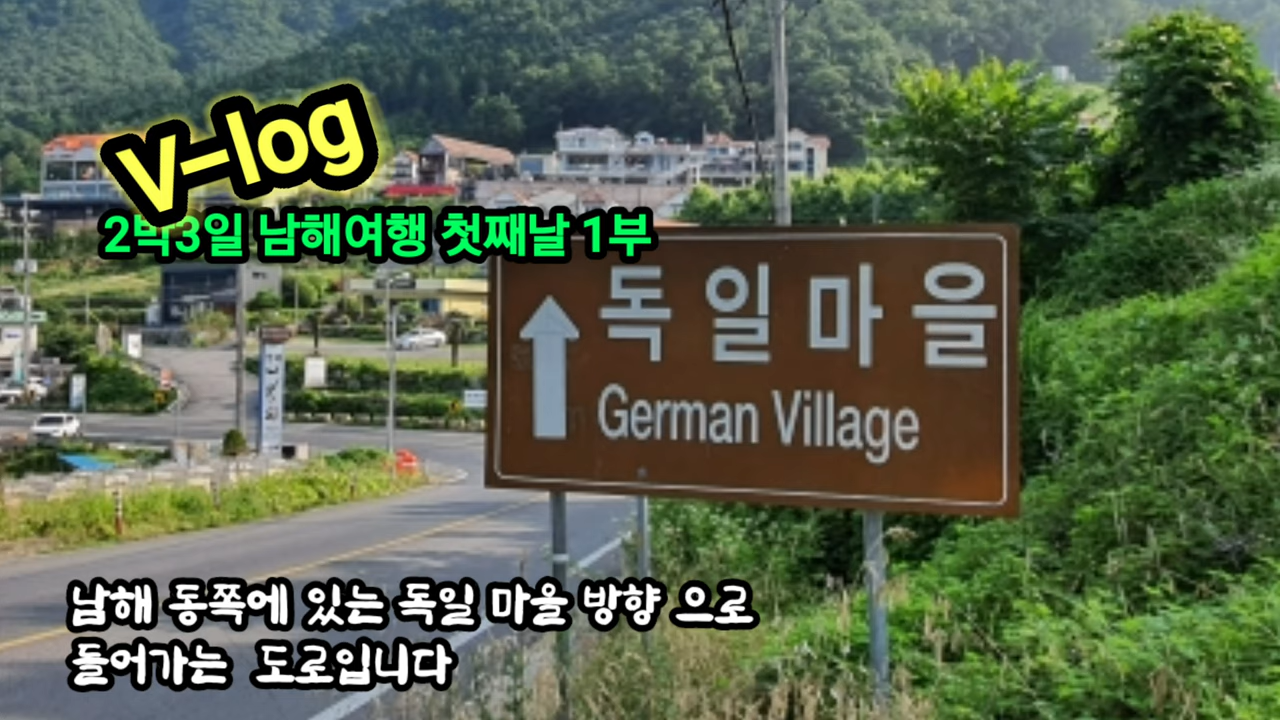 V-log
2박3일 남해여행 첫째날 1부
독일마을
German Village
남해 동쪽에 있는 독일 마을 방향 으로
들어가는 도로입니다